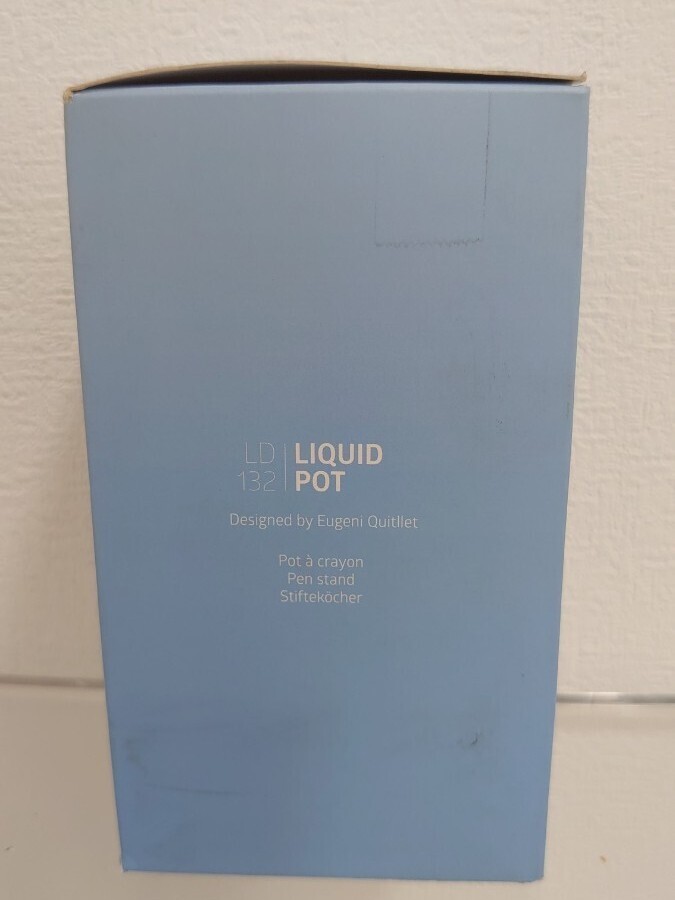 LD
132
LIQUID
POT
Designed by Eugeni Quitllet
Pot à crayon
Pen stand
Stifteköcher